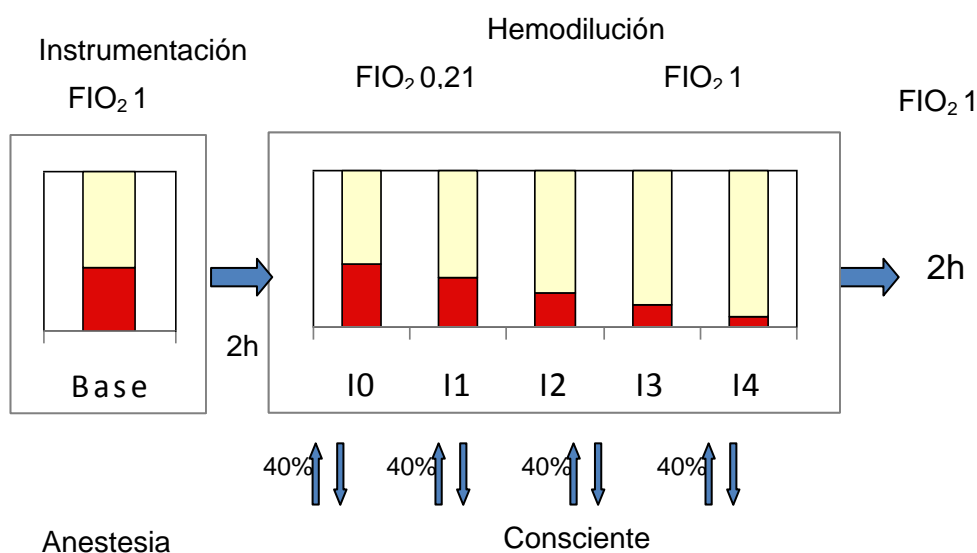 Hemodilución
Instrumentación
FIO₂ 0,21
FIO₂ 1
FIO₂ 1
FIO₂ 1
2h
2h
Base
I0 I1 I2 I3 I4
40% 40% 40% 40%
Anestesia
Consciente